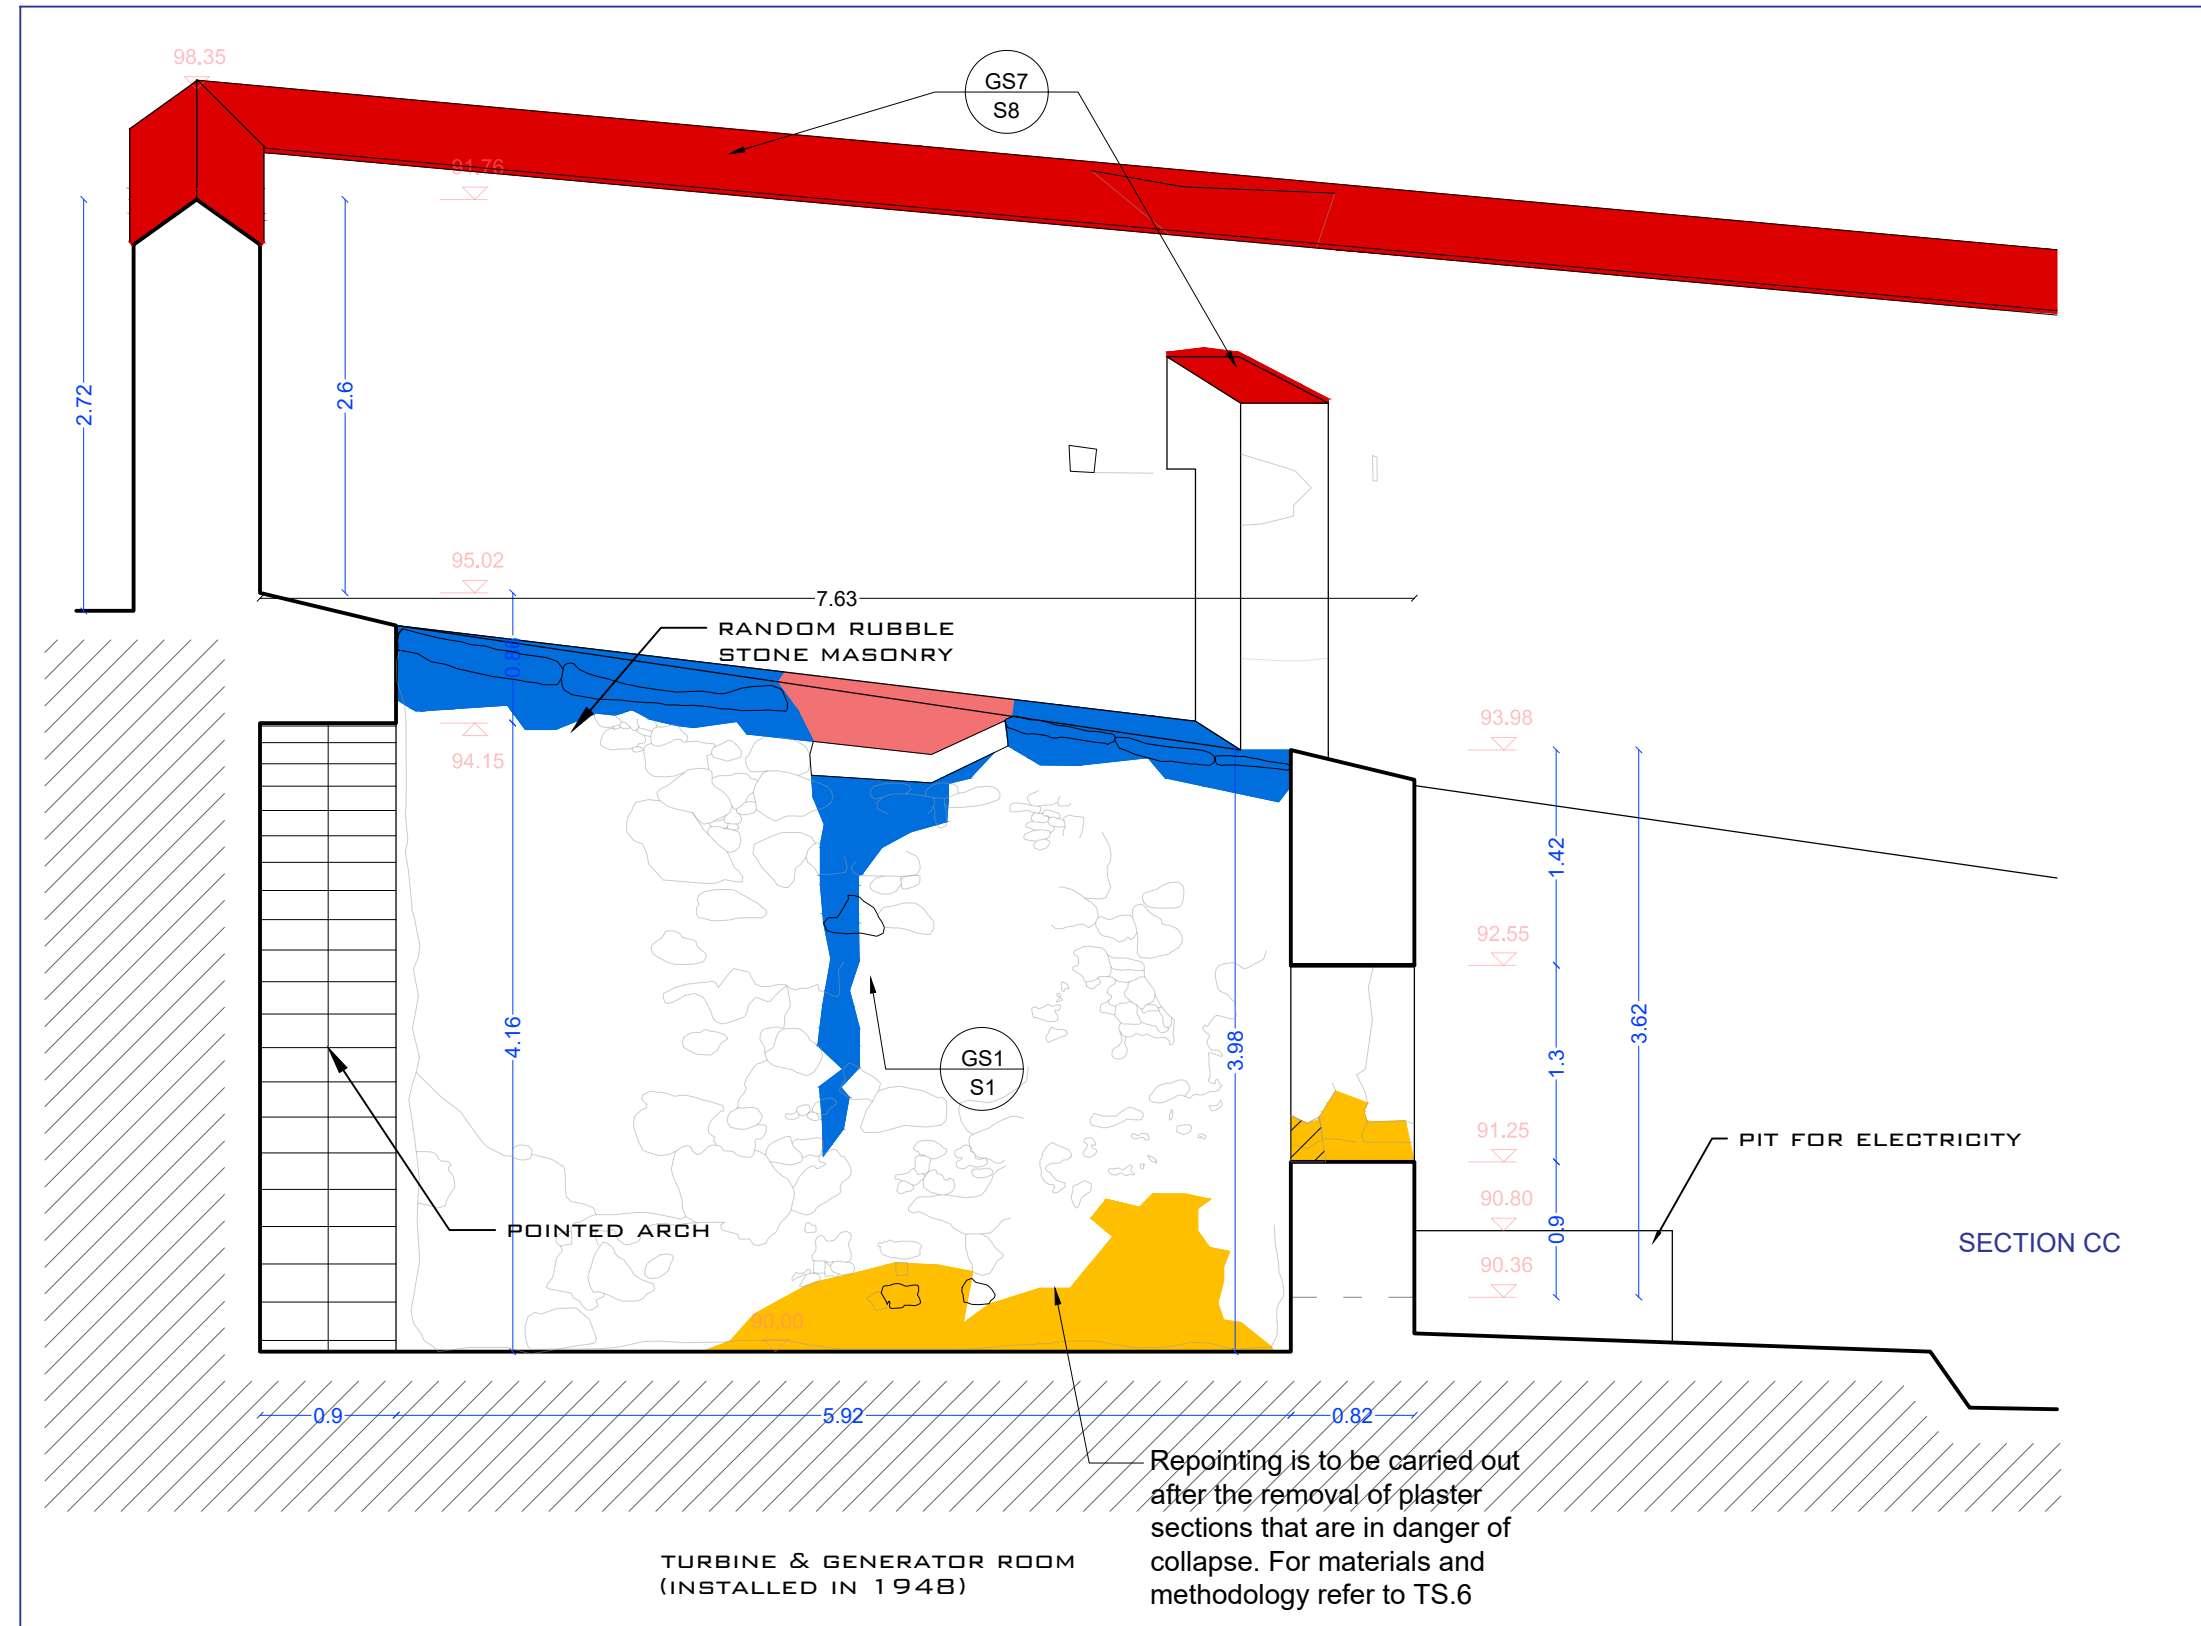 98.35
GS7
S8
91.76
2.72
2.6
95.02
7.63
RANDOM RUBBLE
STONE MASONRY
0.86
94.15
93.98
1.42
92.55
4.16
3.98
1.3
3.62
GS1
S1
91.25
PIT FOR ELECTRICITY
90.80
0.9
POINTED ARCH
SECTION CC
90.36
90.00
0.9
5.92
0.82
Repointing is to be carried out
after the removal of plaster
sections that are in danger of
collapse. For materials and
methodology refer to TS.6
TURBINE & GENERATOR ROOM
(INSTALLED IN 1948)